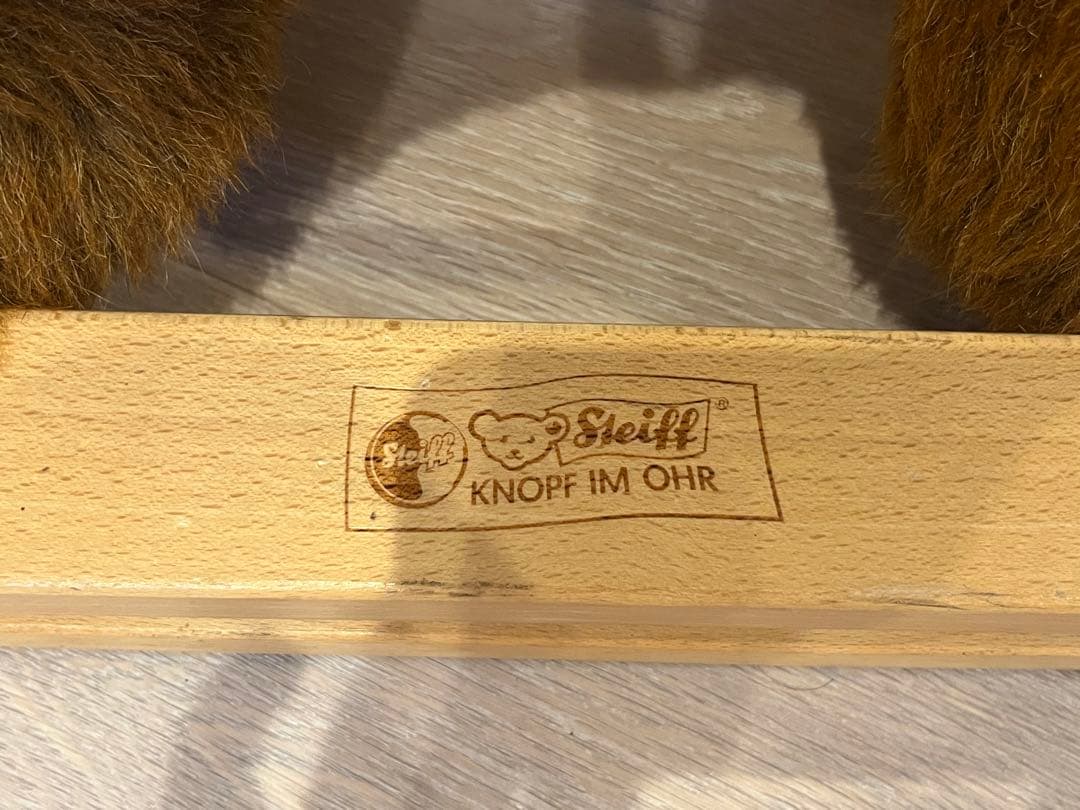 Steiff
Steiff®
KNOPF IM OHR